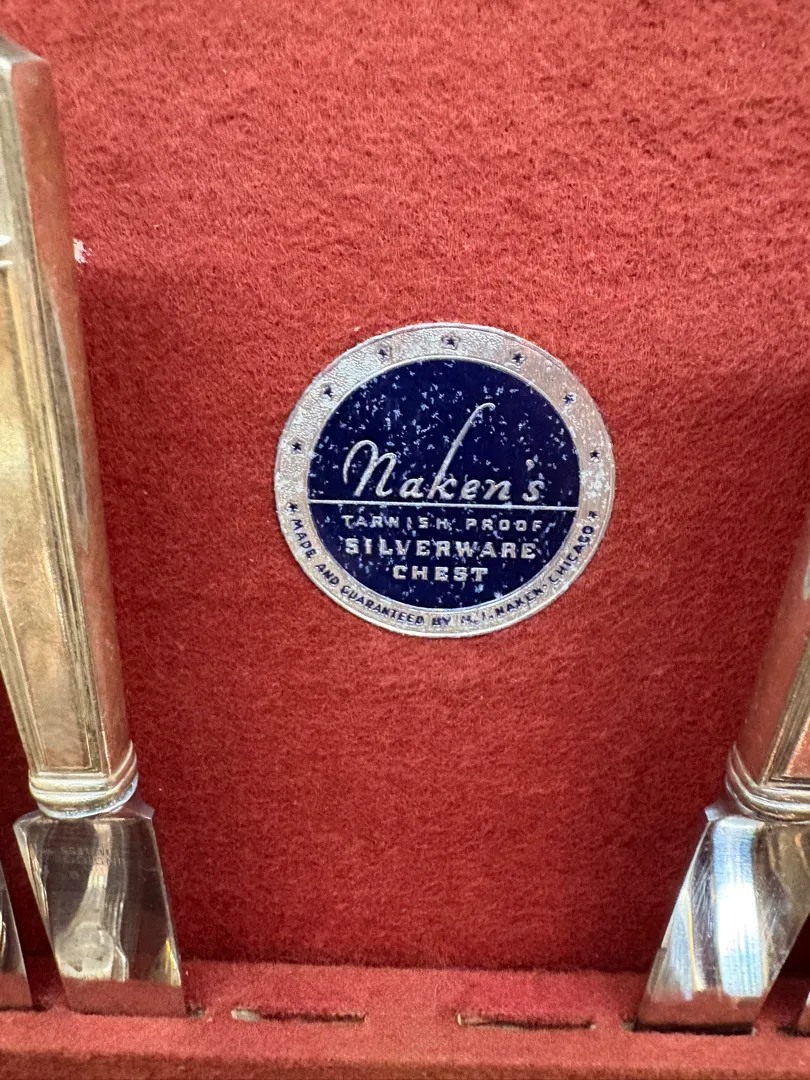 Naken's
TARNISH PROOF
SILVERWARE
CHEST
★ MADE AND GUARANTEED BY M. I. NAKEN - CHICAGO ★